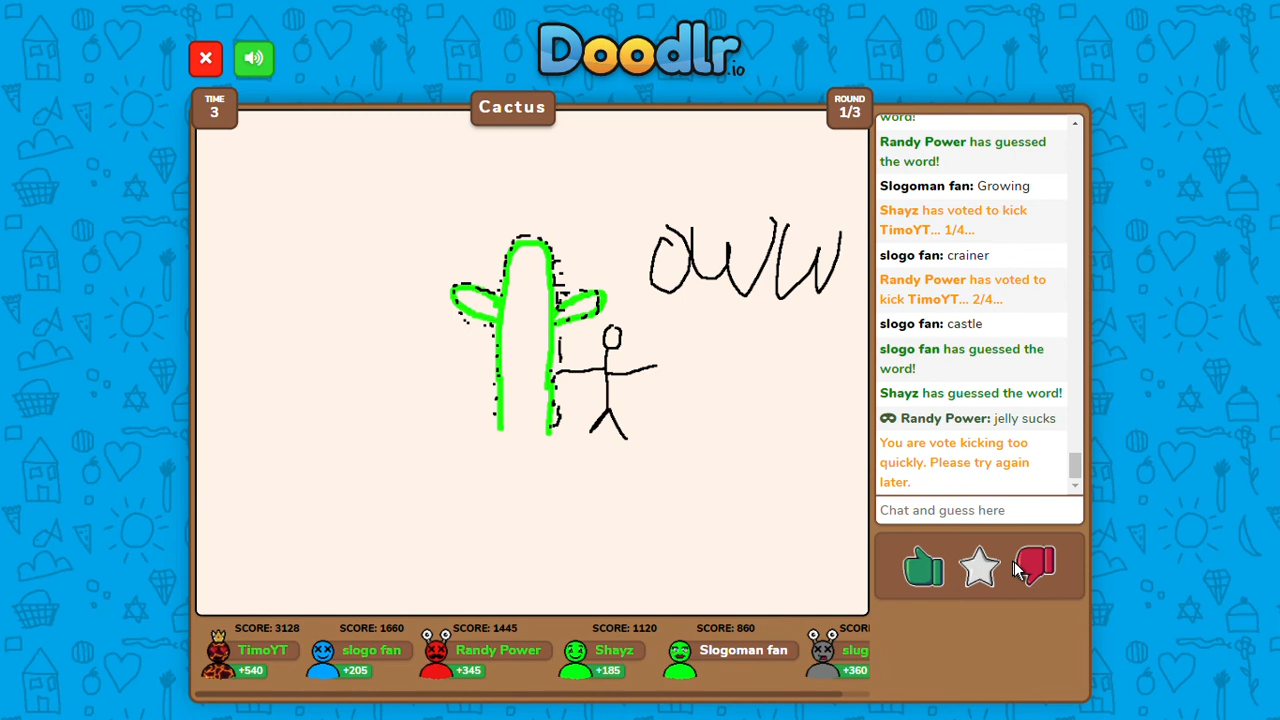 Doodlr.io
TIME
3
Cactus
ROUND
1/3
oww
word!
Randy Power has guessed
the word!
Slogoman fan: Growing
Shayz has voted to kick
TimoYT... 1/4...
slogo fan: crainer
Randy Power has voted to
kick TimoYT... 2/4...
slogo fan: castle
slogo fan has guessed the
word!
Shayz has guessed the word!
Randy Power: jelly sucks
You are vote kicking too
quickly. Please try again
later.
Chat and guess here
SCORE: 3128
TimoYT
+540
SCORE: 1660
slogo fan
+205
SCORE: 1445
Randy Power
+345
SCORE: 1120
Shayz
+185
SCORE: 860
Slogoman fan
SCOR
slug
+360